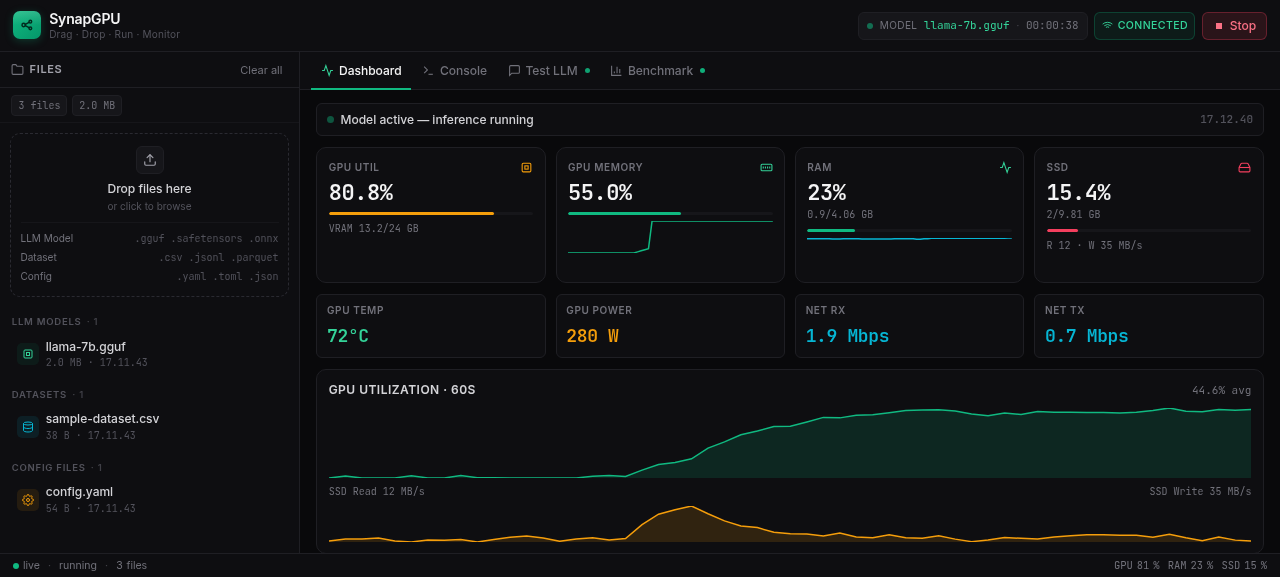 SynapGPU
Drag · Drop · Run · Monitor
MODEL llama-7b.gguf · 00:00:38
CONNECTED
Stop
FILES
Clear all
3 files 2.0 MB
Drop files here
or click to browse
LLM Model .gguf .safetensors .onnx
Dataset .csv .jsonl .parquet
Config .yaml .toml .json
LLM MODELS · 1
llama-7b.gguf
2.0 MB · 17.11.43
DATASETS · 1
sample-dataset.csv
38 B · 17.11.43
CONFIG FILES · 1
config.yaml
54 B · 17.11.43
Dashboard Console Test LLM Benchmark
Model active — inference running 17.12.40
GPU UTIL
80.8%
VRAM 13.2/24 GB
GPU MEMORY
55.0%
RAM
23%
0.9/4.06 GB
SSD
15.4%
2/9.81 GB
R 12 · W 35 MB/s
GPU TEMP
72°C
GPU POWER
280 W
NET RX
1.9 Mbps
NET TX
0.7 Mbps
GPU UTILIZATION · 60S 44.6% avg
SSD Read 12 MB/s SSD Write 35 MB/s
live · running · 3 files
GPU 81% RAM 23% SSD 15%